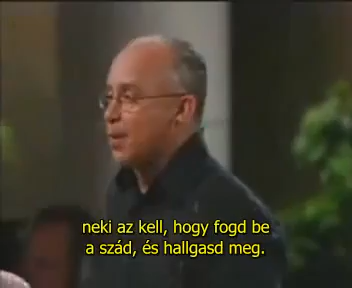 neki az kell, hogy fogd be
a szád, és hallgasd meg.